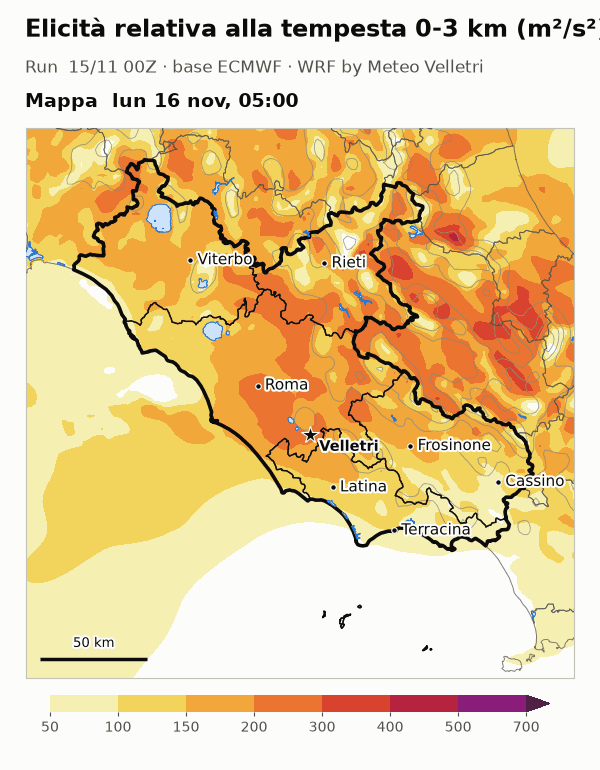 Elicità relativa alla tempesta 0-3 km (m²/s²)
Run  15/11 00Z · base ECMWF · WRF by Meteo Velletri
Mappa  lun 16 nov, 05:00
Viterbo
Rieti
Roma
Velletri
Frosinone
Cassino
Latina
Terracina
50 km
50 100 150 200 300 400 500 700